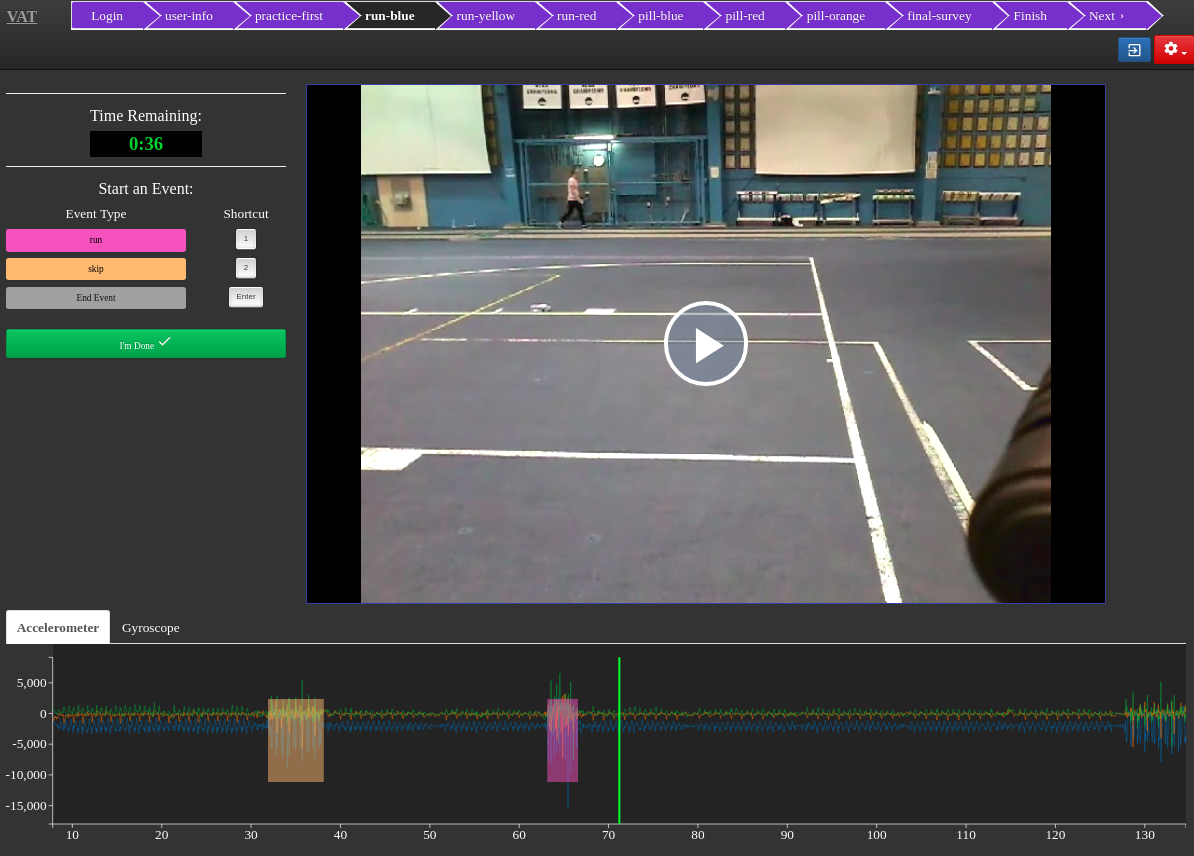 VAT Login user-info practice-first run-blue run-yellow run-red pill-blue pill-red pill-orange final-survey Finish Next ›
Time Remaining:
0:36
Start an Event:
Event Type Shortcut
run 1
skip 2
End Event Enter
I'm Done
Accelerometer Gyroscope
5,000
0
-5,000
-10,000
-15,000
10 20 30 40 50 60 70 80 90 100 110 120 130